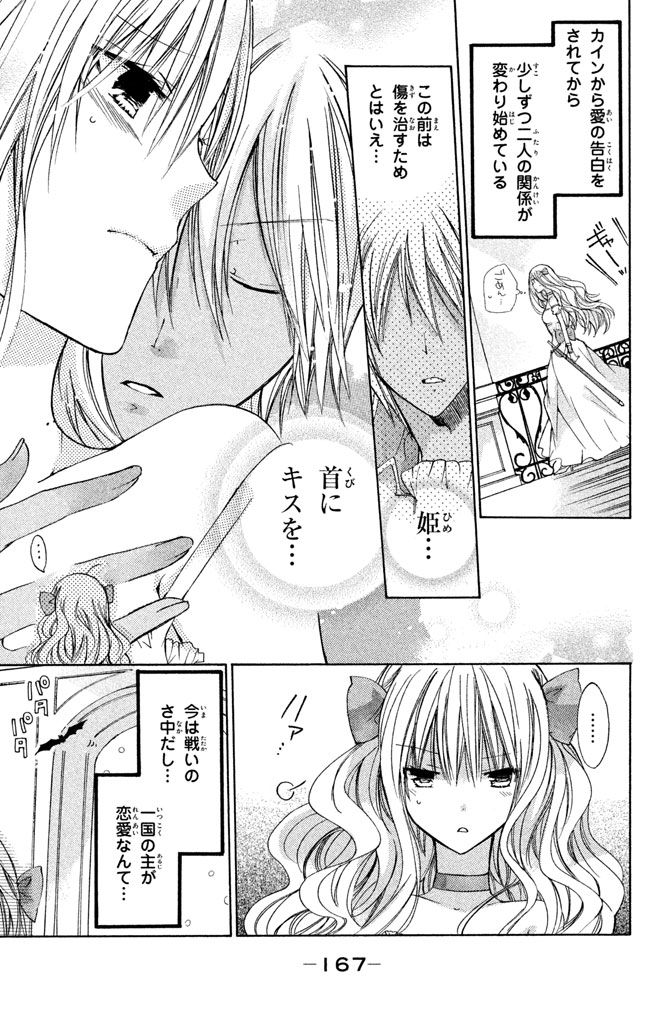 カインから愛の告白を
されてから
少しずつ二人の関係が
変わり始めている
ギャー
ごめん…
この前は
傷を治すため
とはいえ…
姫…
首に
キスを…
…
……
ハァ
今は戦いの
さ中だし…
一国の主が
恋愛なんて…
パタ
パタ
－167－